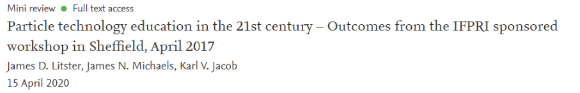 Mini review ● Full text access
Particle technology education in the 21st century – Outcomes from the IFPRI sponsored
workshop in Sheffield, April 2017
James D. Litster, James N. Michaels, Karl V. Jacob
15 April 2020